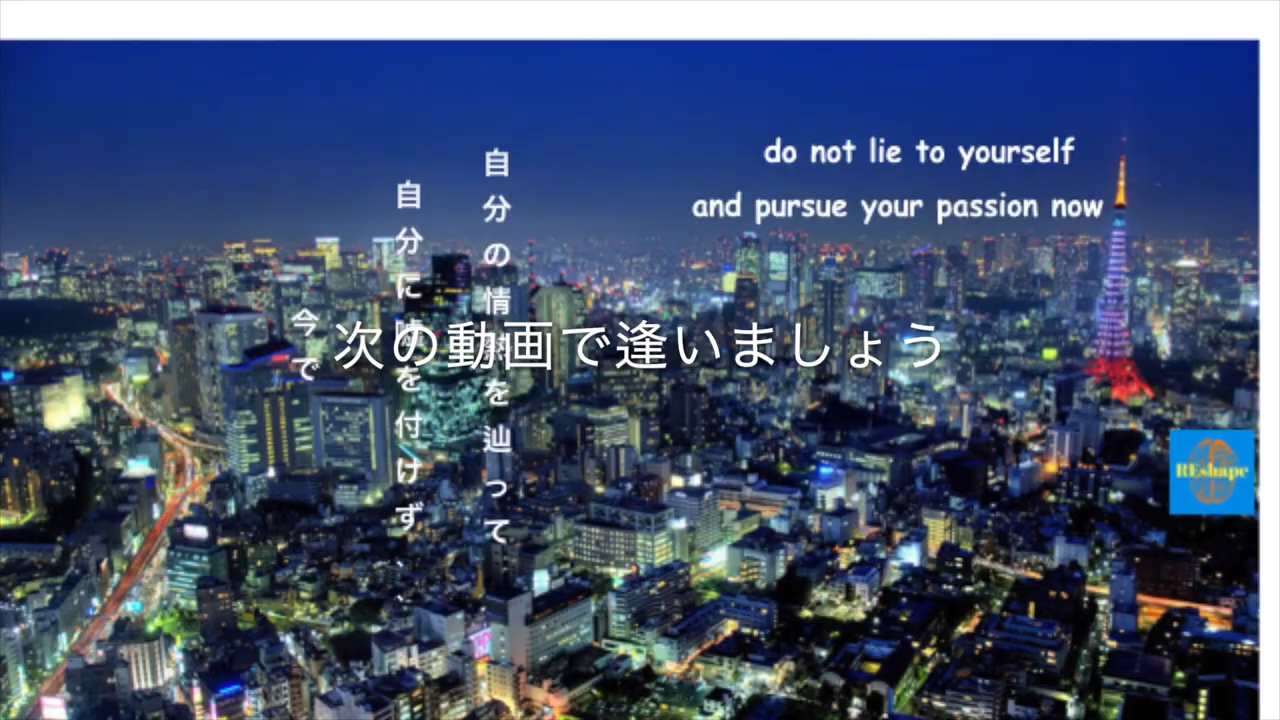 do not lie to yourself
and pursue your passion now
自分の情熱を辿って
自分に嘘を付けず
今で
次の動画で逢いましょう
REshape